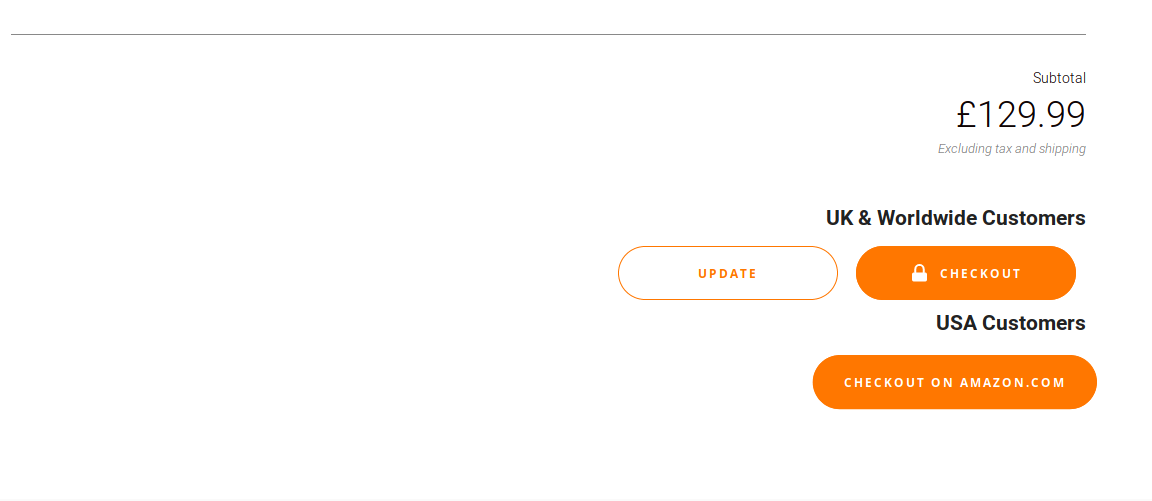 Subtotal
£129.99
Excluding tax and shipping
UK & Worldwide Customers
UPDATE CHECKOUT
USA Customers
CHECKOUT ON AMAZON.COM